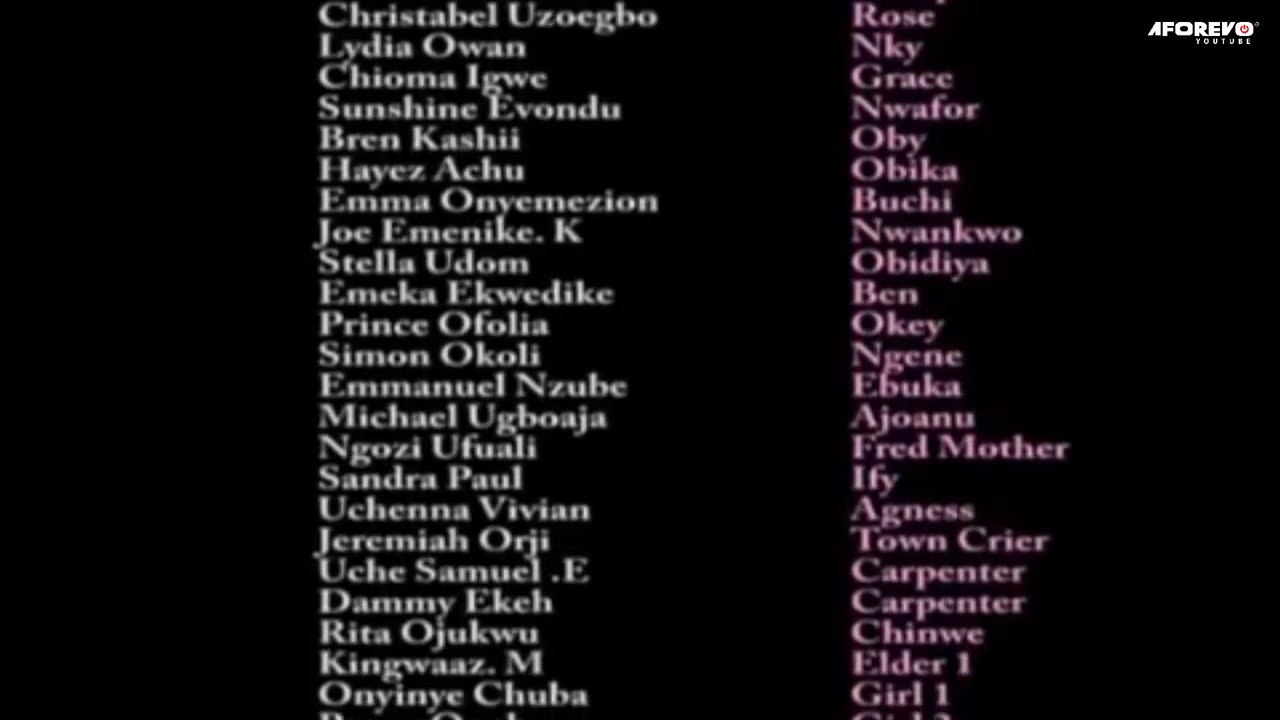 Christabel Uzoegbo Rose
AFOREVO
YOUTUBE
Lydia Owan Nky
Chioma Igwe Grace
Sunshine Evondu Nwafor
Bren Kashii Oby
Hayez Achu Obika
Emma Onyemezion Buchi
Joe Emenike. K Nwankwo
Stella Udom Obidiya
Emeka Ekwedike Ben
Prince Ofolia Okey
Simon Okoli Ngene
Emmanuel Nzube Ebuka
Michael Ugboaja Ajoanu
Ngozi Ufuali Fred Mother
Sandra Paul Ify
Uchenna Vivian Agness
Jeremiah Orji Town Crier
Uche Samuel .E Carpenter
Dammy Ekeh Carpenter
Rita Ojukwu Chinwe
Kingwaaz. M Elder 1
Onyinye Chuba Girl 1